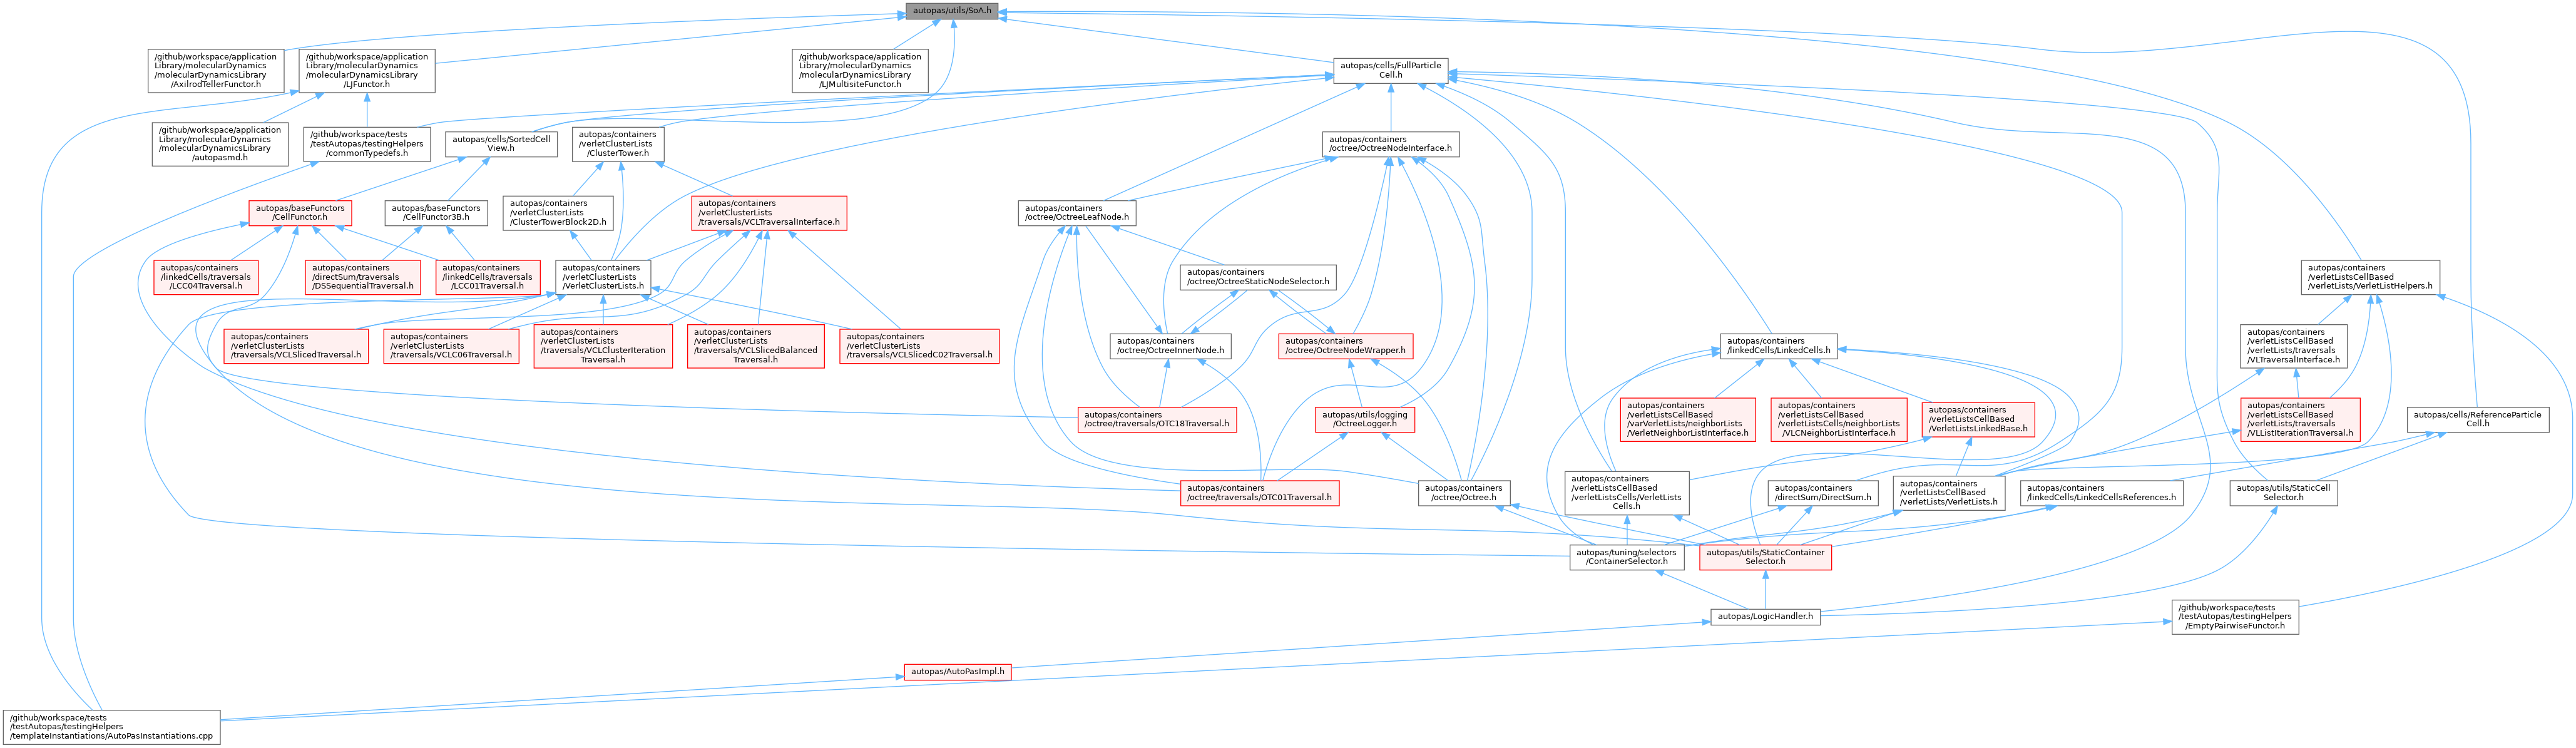 autopas/utils/SoA.h
/github/workspace/application
Library/molecularDynamics
/molecularDynamicsLibrary
/AxilrodTellerFunctor.h
/github/workspace/application
Library/molecularDynamics
/molecularDynamicsLibrary
/LJFunctor.h
/github/workspace/application
Library/molecularDynamics
/molecularDynamicsLibrary
/LJMultisiteFunctor.h
autopas/cells/FullParticle
Cell.h
/github/workspace/application
Library/molecularDynamics
/molecularDynamicsLibrary
/autopasmd.h
/github/workspace/tests
/testAutopas/testingHelpers
/commonTypedefs.h
autopas/cells/SortedCell
View.h
autopas/containers
/verletClusterLists
/ClusterTower.h
autopas/containers
/octree/OctreeNodeInterface.h
autopas/baseFunctors
/CellFunctor.h
autopas/baseFunctors
/CellFunctor3B.h
autopas/containers
/verletClusterLists
/ClusterTowerBlock2D.h
autopas/containers
/verletClusterLists
/traversals/VCLTraversalInterface.h
autopas/containers
/octree/OctreeLeafNode.h
autopas/containers
/linkedCells/traversals
/LCC04Traversal.h
autopas/containers
/directSum/traversals
/DSSequentialTraversal.h
autopas/containers
/linkedCells/traversals
/LCC01Traversal.h
autopas/containers
/verletClusterLists
/VerletClusterLists.h
autopas/containers
/octree/OctreeStaticNodeSelector.h
autopas/containers
/verletListsCellBased
/verletLists/VerletListHelpers.h
autopas/containers
/verletClusterLists
/traversals/VCLSlicedTraversal.h
autopas/containers
/verletClusterLists
/traversals/VCLC06Traversal.h
autopas/containers
/verletClusterLists
/traversals/VCLClusterIteration
Traversal.h
autopas/containers
/verletClusterLists
/traversals/VCLSlicedBalanced
Traversal.h
autopas/containers
/verletClusterLists
/traversals/VCLSlicedC02Traversal.h
autopas/containers
/octree/OctreeInnerNode.h
autopas/containers
/octree/OctreeNodeWrapper.h
autopas/containers
/linkedCells/LinkedCells.h
autopas/containers
/verletListsCellBased
/verletLists/traversals
/VLTraversalInterface.h
autopas/containers
/octree/traversals/OTC18Traversal.h
autopas/utils/logging
/OctreeLogger.h
autopas/containers
/verletListsCellBased
/varVerletLists/neighborLists
/VerletNeighborListInterface.h
autopas/containers
/verletListsCellBased
/verletListsCells/neighborLists
/VLCNeighborListInterface.h
autopas/containers
/verletListsCellBased
/VerletListsLinkedBase.h
autopas/containers
/verletListsCellBased
/verletLists/traversals
/VLListIterationTraversal.h
autopas/cells/ReferenceParticle
Cell.h
autopas/containers
/octree/traversals/OTC01Traversal.h
autopas/containers
/octree/Octree.h
autopas/containers
/verletListsCellBased
/verletListsCells/VerletLists
Cells.h
autopas/containers
/directSum/DirectSum.h
autopas/containers
/verletListsCellBased
/verletLists/VerletLists.h
autopas/containers
/linkedCells/LinkedCellsReferences.h
autopas/utils/StaticCell
Selector.h
autopas/tuning/selectors
/ContainerSelector.h
autopas/utils/StaticContainer
Selector.h
autopas/LogicHandler.h
/github/workspace/tests
/testAutopas/testingHelpers
/EmptyPairwiseFunctor.h
autopas/AutoPasImpl.h
/github/workspace/tests
/testAutopas/testingHelpers
/templateInstantiations/AutoPasInstantiations.cpp